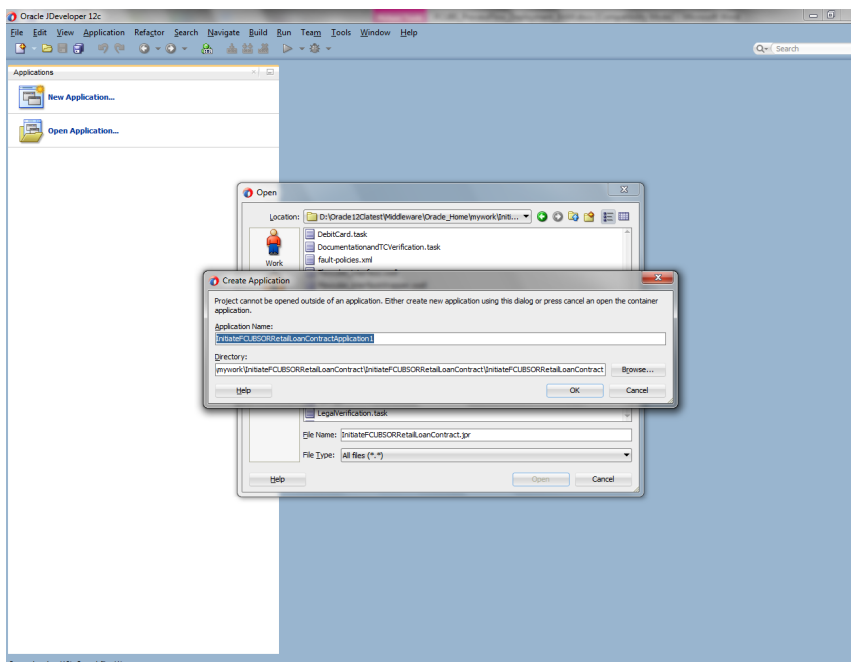 Oracle JDeveloper 12c
File Edit View Application Refactor Search Navigate Build Run Team Tools Window Help
Search
Applications
New Application...
Open Application...
Open
Location: D:\Oracle12Clatest\Middleware\Oracle_Home\mywork\Initi...
DebitCard.task
DocumentationandTCVerification.task
Work
fault-policies.xml
Create Application
Project cannot be opened outside of an application. Either create new application using this dialog or press cancel an open the container
application.
Application Name:
InitiateFCUBSORRetailLoanContractApplication1
Directory:
mywork\InitiateFCUBSORRetailLoanContract\InitiateFCUBSORRetailLoanContract\InitiateFCUBSORRetailLoanContract Browse...
Help OK Cancel
LegalVerification.task
File Name: InitiateFCUBSORRetailLoanContract.jpr
File Type: All files (*.*)
Help Open Cancel